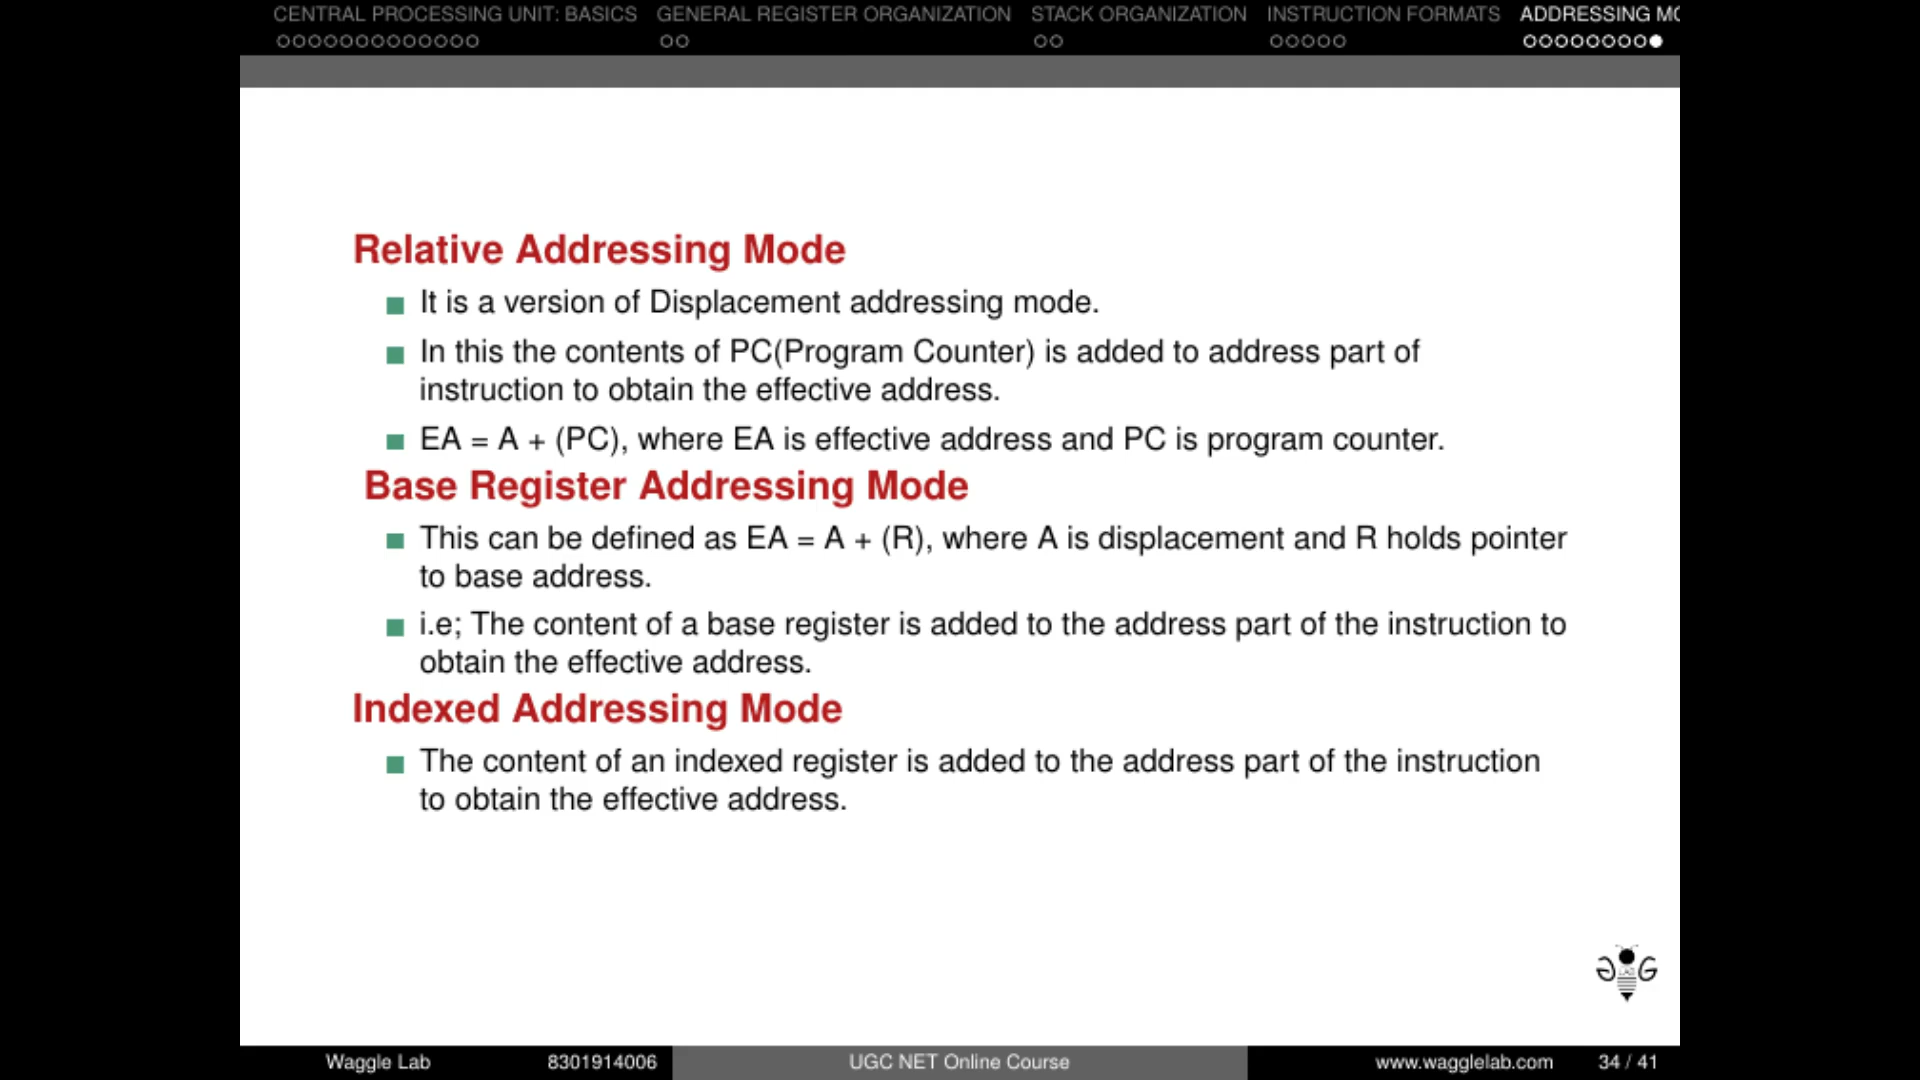 CENTRAL PROCESSING UNIT: BASICS GENERAL REGISTER ORGANIZATION STACK ORGANIZATION INSTRUCTION FORMATS ADDRESSING MO
Relative Addressing Mode
It is a version of Displacement addressing mode.
In this the contents of PC(Program Counter) is added to address part of
instruction to obtain the effective address.
EA = A + (PC), where EA is effective address and PC is program counter.
Base Register Addressing Mode
This can be defined as EA = A + (R), where A is displacement and R holds pointer
to base address.
i.e; The content of a base register is added to the address part of the instruction to
obtain the effective address.
Indexed Addressing Mode
The content of an indexed register is added to the address part of the instruction
to obtain the effective address.
Waggle Lab 8301914006 UGC NET Online Course www.wagglelab.com 34 / 41